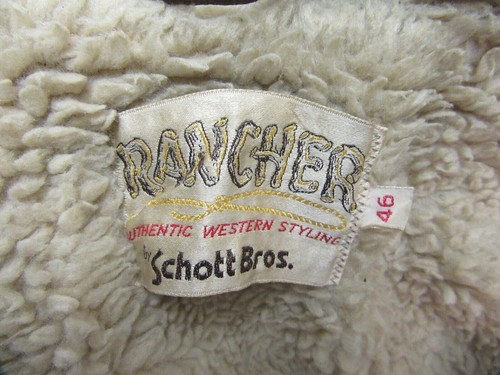 RANCHER
AUTHENTIC WESTERN STYLING
by
Schott Bros.
46